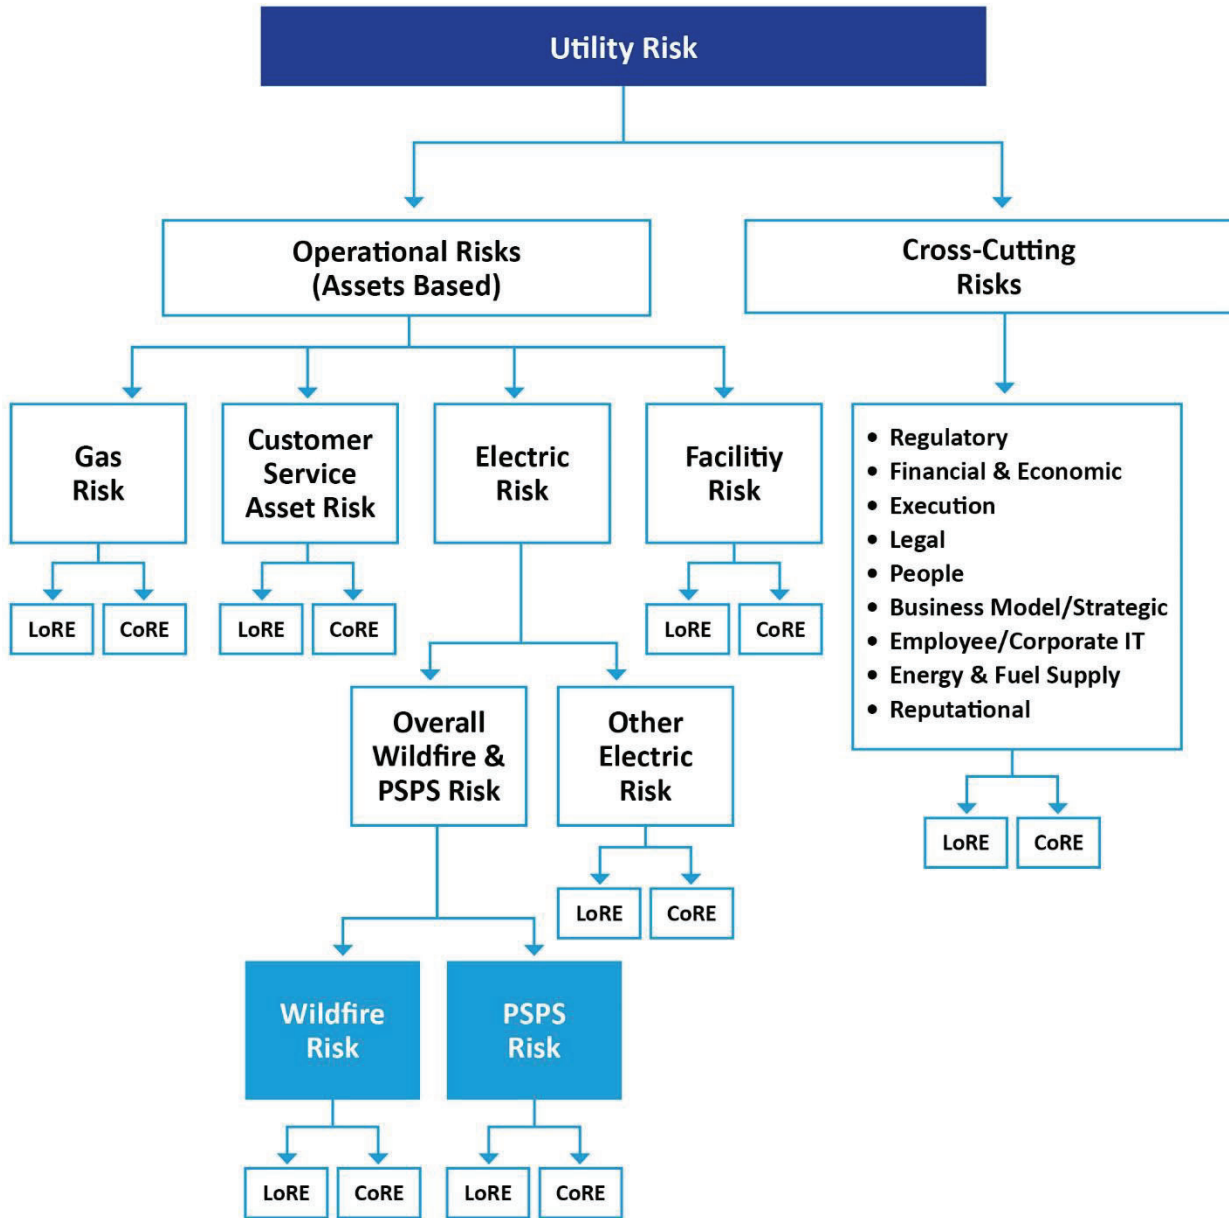 Utility Risk
Operational Risks
(Assets Based)
Cross-Cutting
Risks
Gas
Risk
Customer
Service
Asset Risk
Electric
Risk
Facilitiy
Risk
• Regulatory
• Financial & Economic
• Execution
• Legal
• People
• Business Model/Strategic
• Employee/Corporate IT
• Energy & Fuel Supply
• Reputational
LoRE
CoRE
LoRE
CoRE
LoRE
CoRE
Overall
Wildfire &
PSPS Risk
Other
Electric
Risk
LoRE
CoRE
LoRE
CoRE
Wildfire
Risk
PSPS
Risk
LoRE
CoRE
LoRE
CoRE